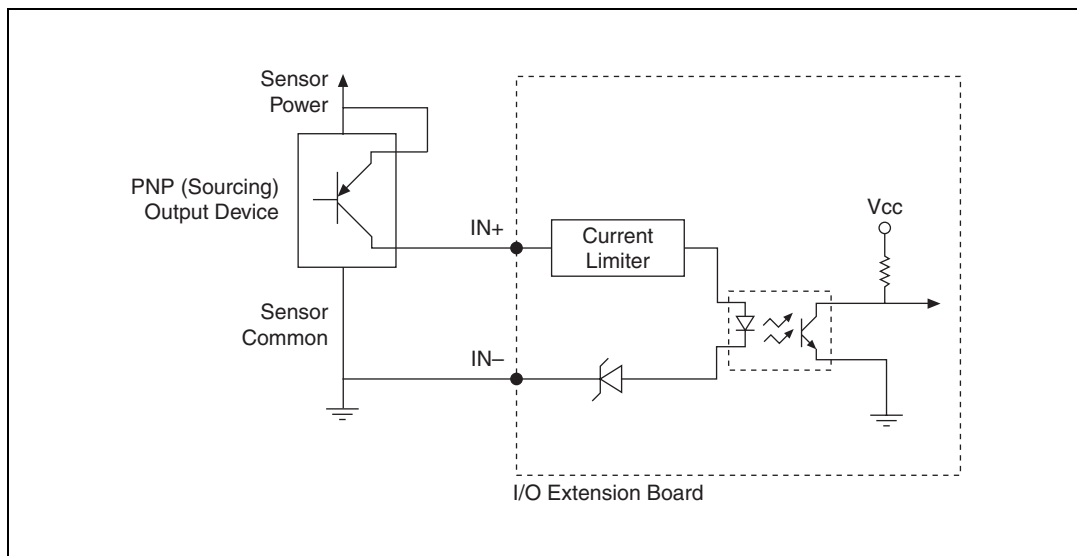 Sensor
Power
PNP (Sourcing)
Output Device
IN+
Current
Limiter
Vcc
Sensor
Common
IN–
I/O Extension Board